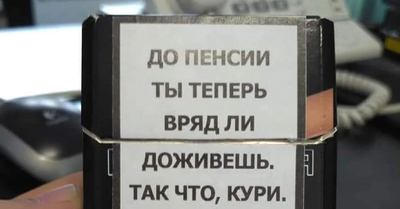 ДО ПЕНСИИ
ТЫ ТЕПЕРЬ
ВРЯД ЛИ
ДОЖИВЕШЬ.
ТАК ЧТО, КУРИ.